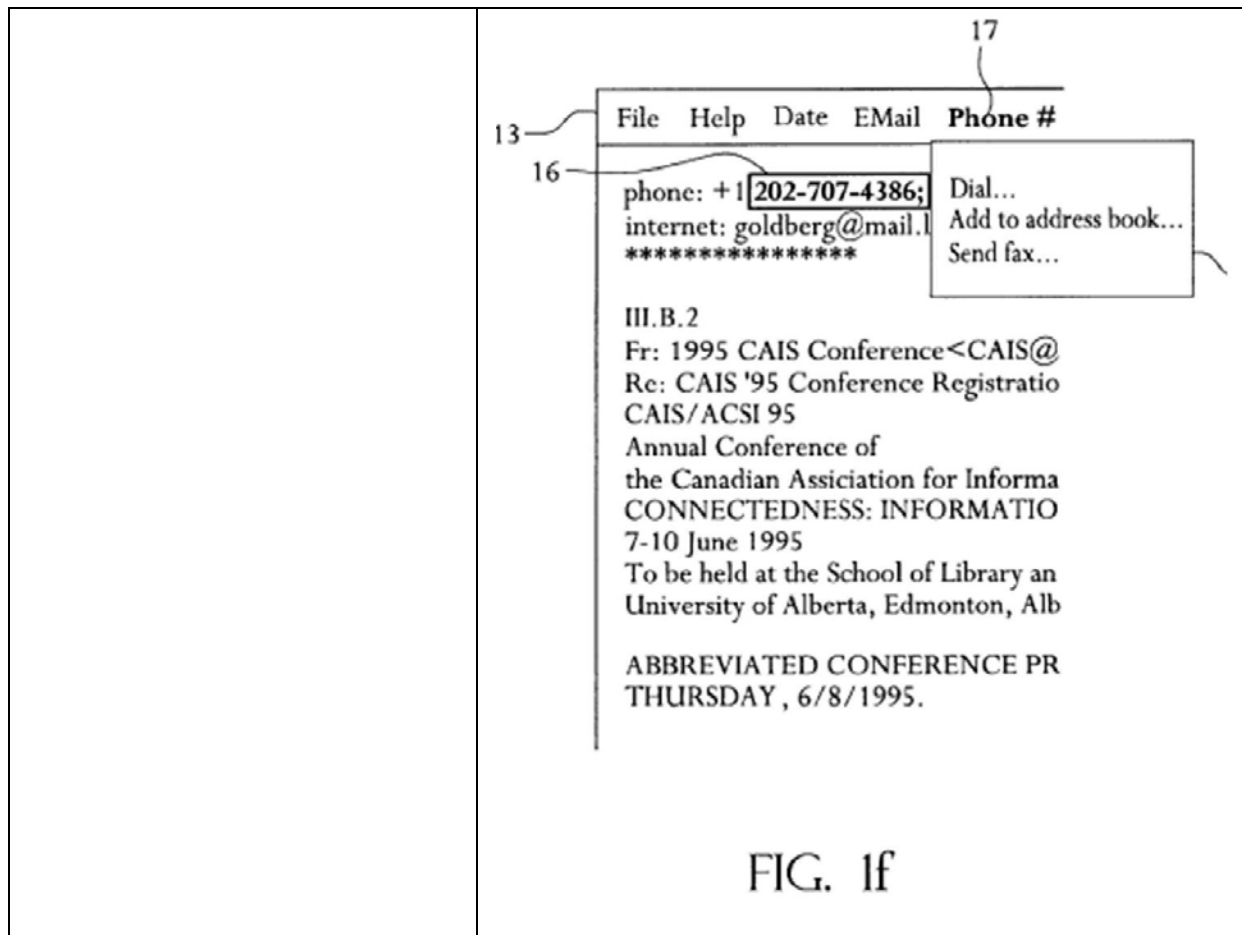 17
13
File Help Date EMail Phone #
16
phone: +1 202-707-4386;
Dial...
internet: goldberg@mail.l
Add to address book...
****************
Send fax...
III.B.2
Fr: 1995 CAIS Conference<CAIS@
Re: CAIS '95 Conference Registratio
CAIS/ACSI 95
Annual Conference of
the Canadian Assiciation for Informa
CONNECTEDNESS: INFORMATIO
7-10 June 1995
To be held at the School of Library an
University of Alberta, Edmonton, Alb
ABBREVIATED CONFERENCE PR
THURSDAY , 6/8/1995.
FIG. 1f